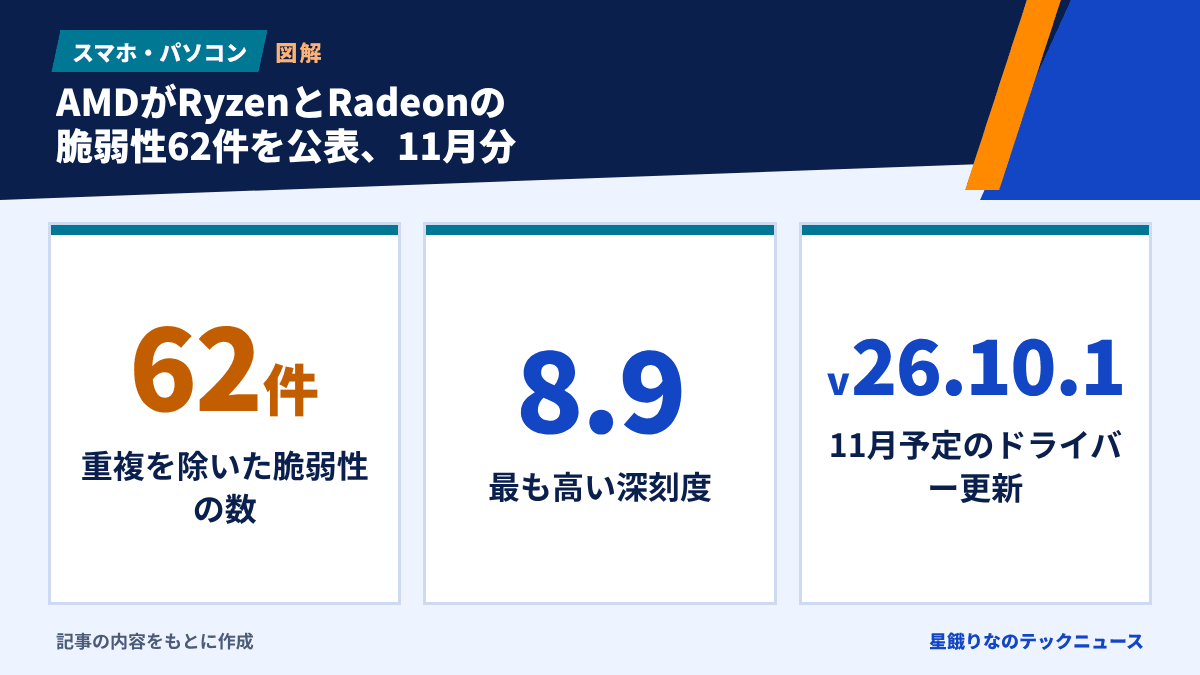 スマホ・パソコン 図解
AMDがRyzenとRadeonの
脆弱性62件を公表、11月分
62件
重複を除いた脆弱性
の数
8.9
最も高い深刻度
v26.10.1
11月予定のドライバ
ー更新
記事の内容をもとに作成
星餓りなのテックニュース